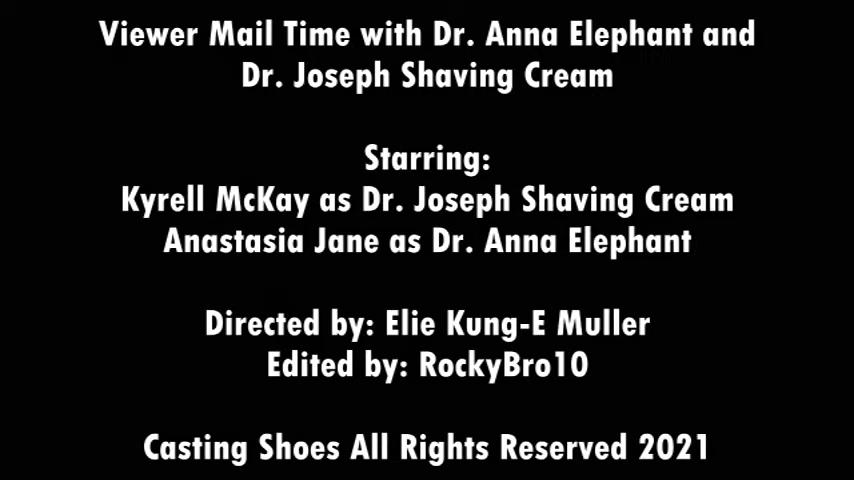 Viewer Mail Time with Dr. Anna Elephant and
Dr. Joseph Shaving Cream
Starring:
Kyrell McKay as Dr. Joseph Shaving Cream
Anastasia Jane as Dr. Anna Elephant
Directed by: Elie Kung-E Muller
Edited by: RockyBro10
Casting Shoes All Rights Reserved 2021